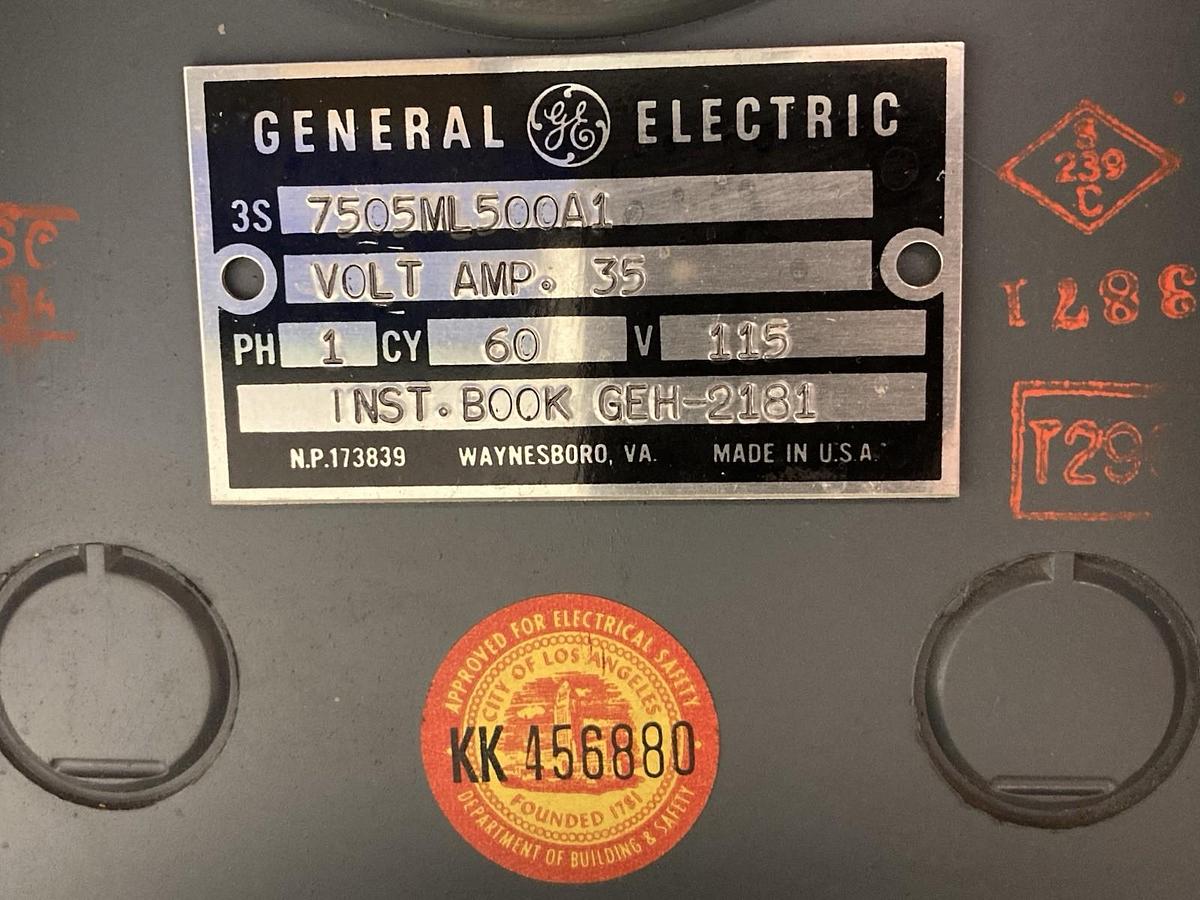 GENERAL GE ELECTRIC
3S 7505ML500A1
VOLT AMP. 35
PH 1 CY 60 V 115
INST. BOOK GEH-2181
N.P.173839 WAYNESBORO, VA. MADE IN U.S.A.
S
239
C
T29
APPROVED FOR ELECTRICAL SAFETY
CITY OF LOS ANGELES
KK 456880
FOUNDED 1781
DEPARTMENT OF BUILDING & SAFETY